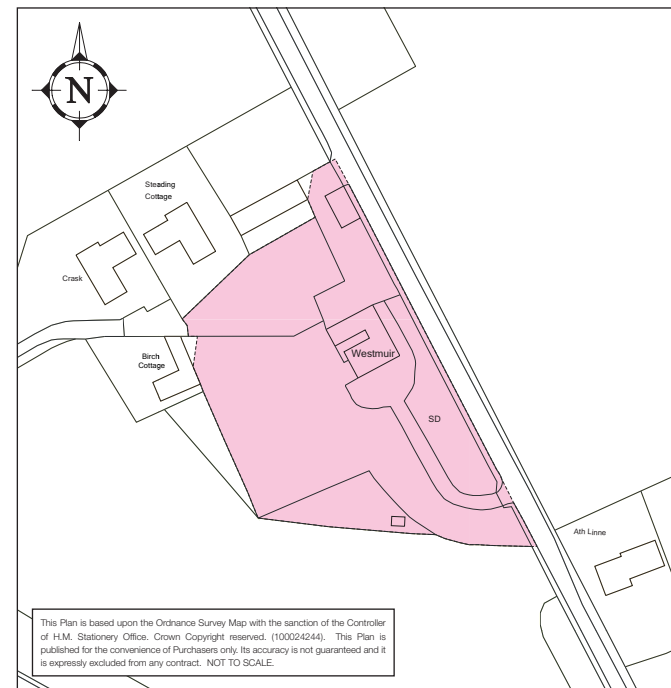 N
Steading
Cottage
Crask
Birch
Cottage
Westmuir
SD
Ath Linne
This Plan is based upon the Ordnance Survey Map with the sanction of the Controller
of H.M. Stationery Office. Crown Copyright reserved. (100024244). This Plan is
published for the convenience of Purchasers only. Its accuracy is not guaranteed and it
is expressly excluded from any contract. NOT TO SCALE.